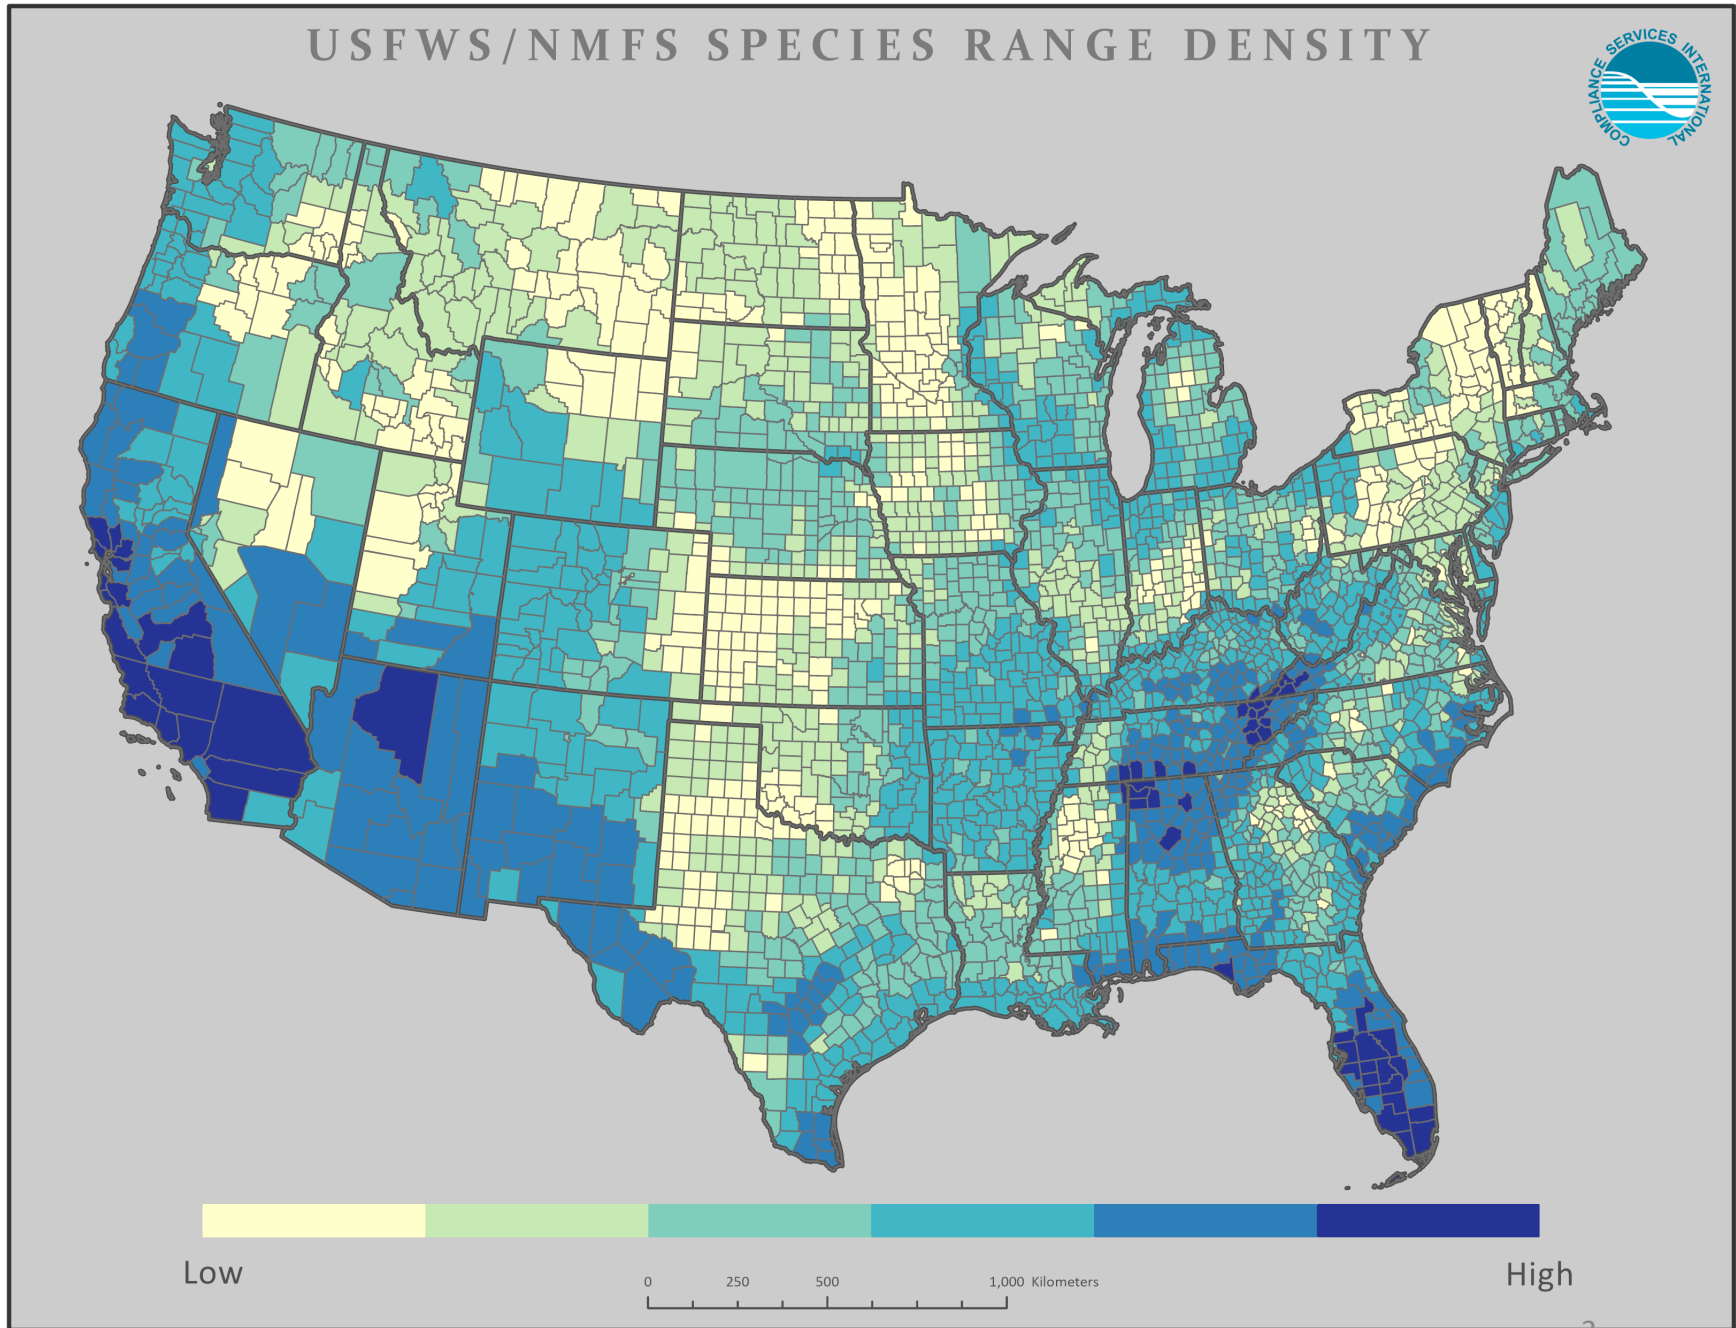 USFWS/NMFS SPECIES RANGE DENSITY
COMPLIANCE SERVICES INTERNATIONAL
Low
High
0 250 500 1,000 Kilometers